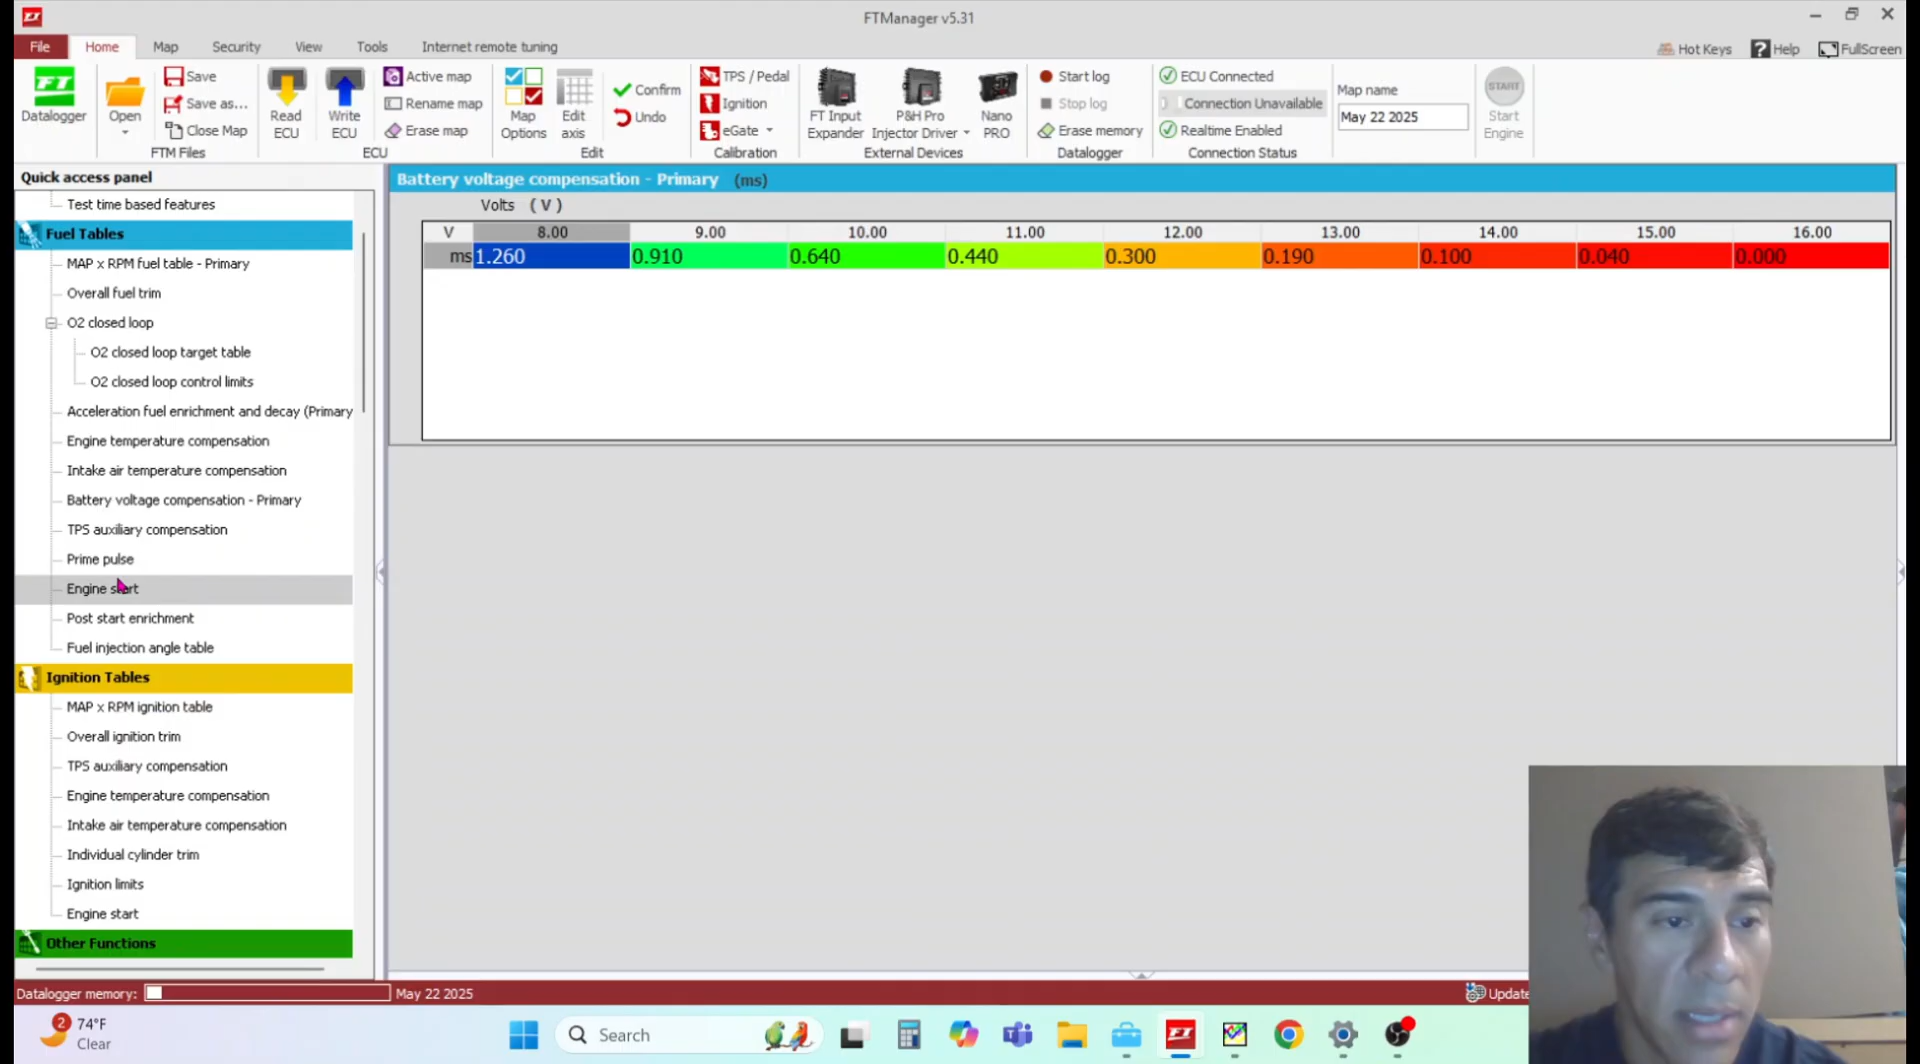 FTManager v5.31
File Home Map Security View Tools Internet remote tuning Hot Keys Help FullScreen
Datalogger
Open
Save
Save as...
Close Map
FTM Files
Read ECU
Write ECU
Active map
Rename map
Erase map
ECU
Map Options
Edit axis
Confirm
Undo
Edit
TPS / Pedal
Ignition
eGate
Calibration
FT Input Expander
P&H Pro Injector Driver
Nano PRO
External Devices
Start log
Stop log
Erase memory
Datalogger
ECU Connected
Connection Unavailable
Realtime Enabled
Connection Status
Map name
May 22 2025
START
Start Engine
Quick access panel
Test time based features
Fuel Tables
MAP x RPM fuel table - Primary
Overall fuel trim
O2 closed loop
O2 closed loop target table
O2 closed loop control limits
Acceleration fuel enrichment and decay (Primary
Engine temperature compensation
Intake air temperature compensation
Battery voltage compensation - Primary
TPS auxiliary compensation
Prime pulse
Engine start
Post start enrichment
Fuel injection angle table
Ignition Tables
MAP x RPM ignition table
Overall ignition trim
TPS auxiliary compensation
Engine temperature compensation
Intake air temperature compensation
Individual cylinder trim
Ignition limits
Engine start
Other Functions
Battery voltage compensation - Primary (ms)
Volts ( V )
V 8.00 9.00 10.00 11.00 12.00 13.00 14.00 15.00 16.00
ms 1.260 0.910 0.640 0.440 0.300 0.190 0.100 0.040 0.000
Datalogger memory: May 22 2025 Update
2
74°F
Clear
Search
FT